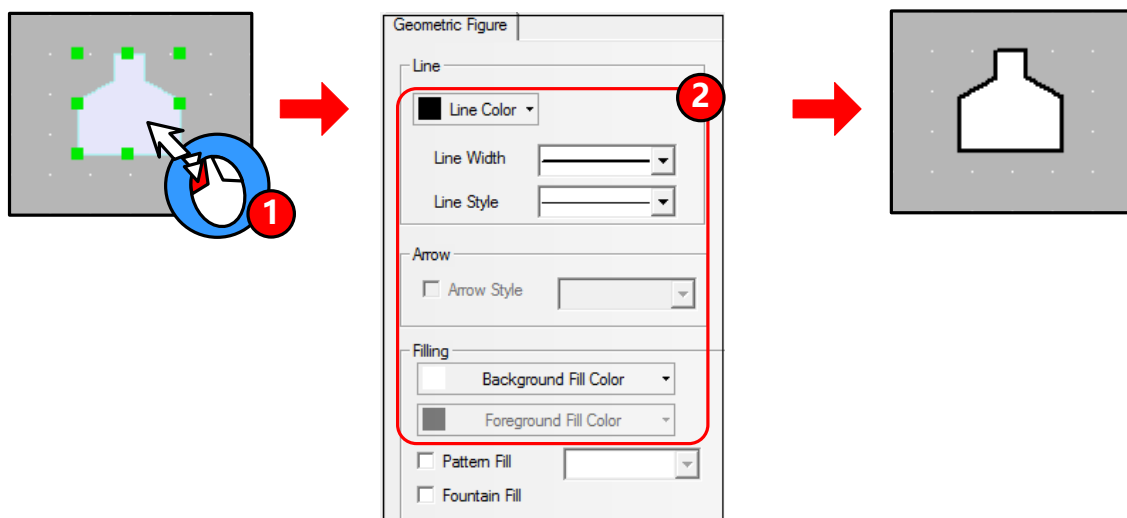 1
Geometric Figure
Line
2
Line Color
Line Width
Line Style
Arrow
Arrow Style
Filling
Background Fill Color
Foreground Fill Color
Pattern Fill
Fountain Fill